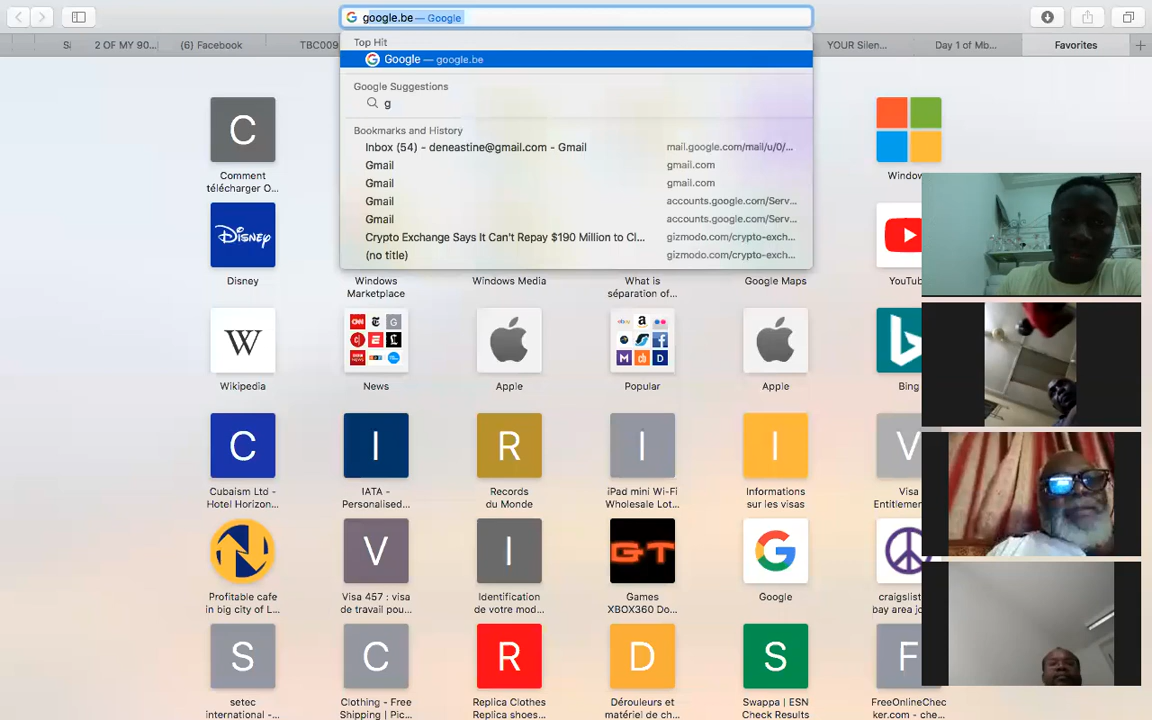 google.be — Google
Si
2 OF MY 90...
(6) Facebook
TBC009
YOUR Silen...
Day 1 of Mb...
Favorites
Top Hit
Google — google.be
Google Suggestions
g
Bookmarks and History
Inbox (54) - deneastine@gmail.com - Gmail mail.google.com/mail/u/0/...
Gmail gmail.com
Gmail gmail.com
Gmail accounts.google.com/Serv...
Gmail accounts.google.com/Serv...
Crypto Exchange Says It Can't Repay $190 Million to Cl... gizmodo.com/crypto-exch...
(no title) gizmodo.com/crypto-exch...
C
Comment
télécharger O...
Window
Disney
Disney
Windows
Marketplace
Windows Media
What is
séparation of...
Google Maps
YouTub
W
Wikipedia
CNN
News
Apple
ebay
a
Popular
Apple
b
Bing
C
Cubaism Ltd -
Hotel Horizon...
I
IATA -
Personalised...
R
Records
du Monde
I
iPad mini Wi-Fi
Wholesale Lot...
I
Informations
sur les visas
V
Visa
Entitlemen
N
Profitable cafe
in big city of L...
V
Visa 457 : visa
de travail pou...
I
Identification
de votre mod...
GT
Games
XBOX360 Do...
G
Google
craigslist
bay area jo
S
setec
international -...
C
Clothing - Free
Shipping | Pic...
R
Replica Clothes
Replica shoes...
D
Dérouleurs et
matériel de ch...
S
Swappa | ESN
Check Results
F
FreeOnlineChec
ker.com - che...